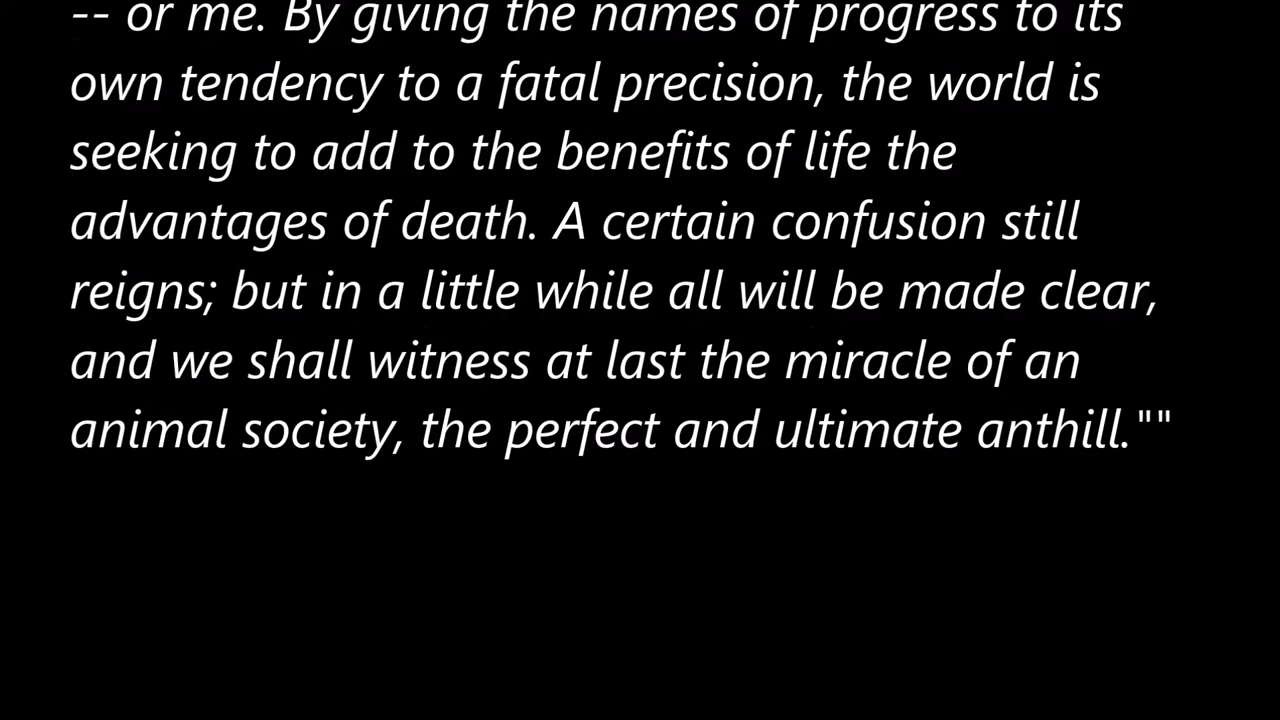 -- or me. By giving the names of progress to its
own tendency to a fatal precision, the world is
seeking to add to the benefits of life the
advantages of death. A certain confusion still
reigns; but in a little while all will be made clear,
and we shall witness at last the miracle of an
animal society, the perfect and ultimate anthill.""